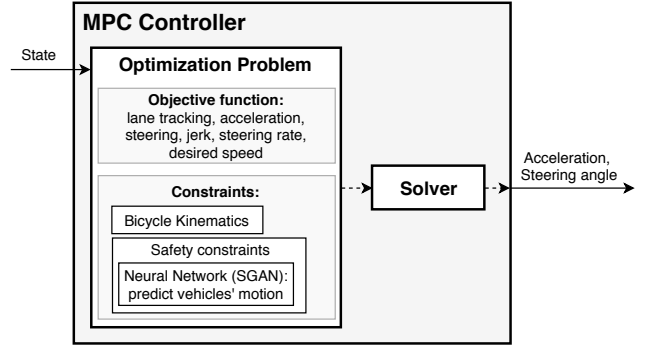 MPC Controller
State
Optimization Problem
Objective function:
lane tracking, acceleration,
steering, jerk, steering rate,
desired speed
Constraints:
Bicycle Kinematics
Safety constraints
Neural Network (SGAN):
predict vehicles' motion
Solver
Acceleration,
Steering angle